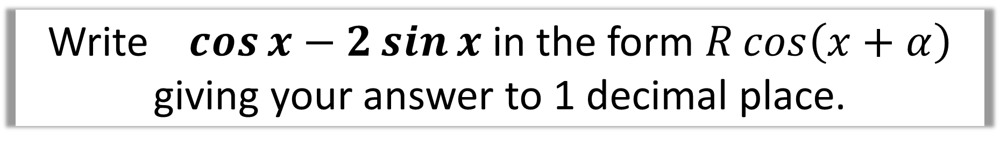 Write cos x − 2 sin x in the form R cos(x + α)
giving your answer to 1 decimal place.